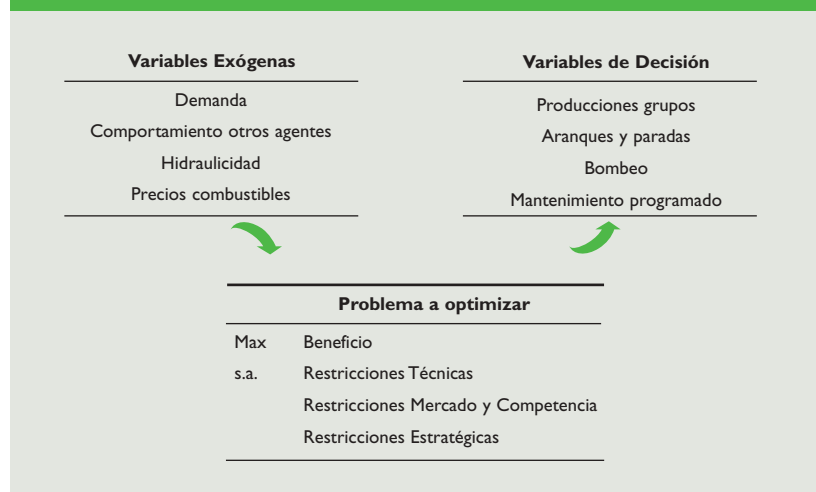 Variables Exógenas
Demanda
Comportamiento otros agentes
Hidraulicidad
Precios combustibles
Variables de Decisión
Producciones grupos
Aranques y paradas
Bombeo
Mantenimiento programado
Problema a optimizar
Max Beneficio
s.a. Restricciones Técnicas
Restricciones Mercado y Competencia
Restricciones Estratégicas